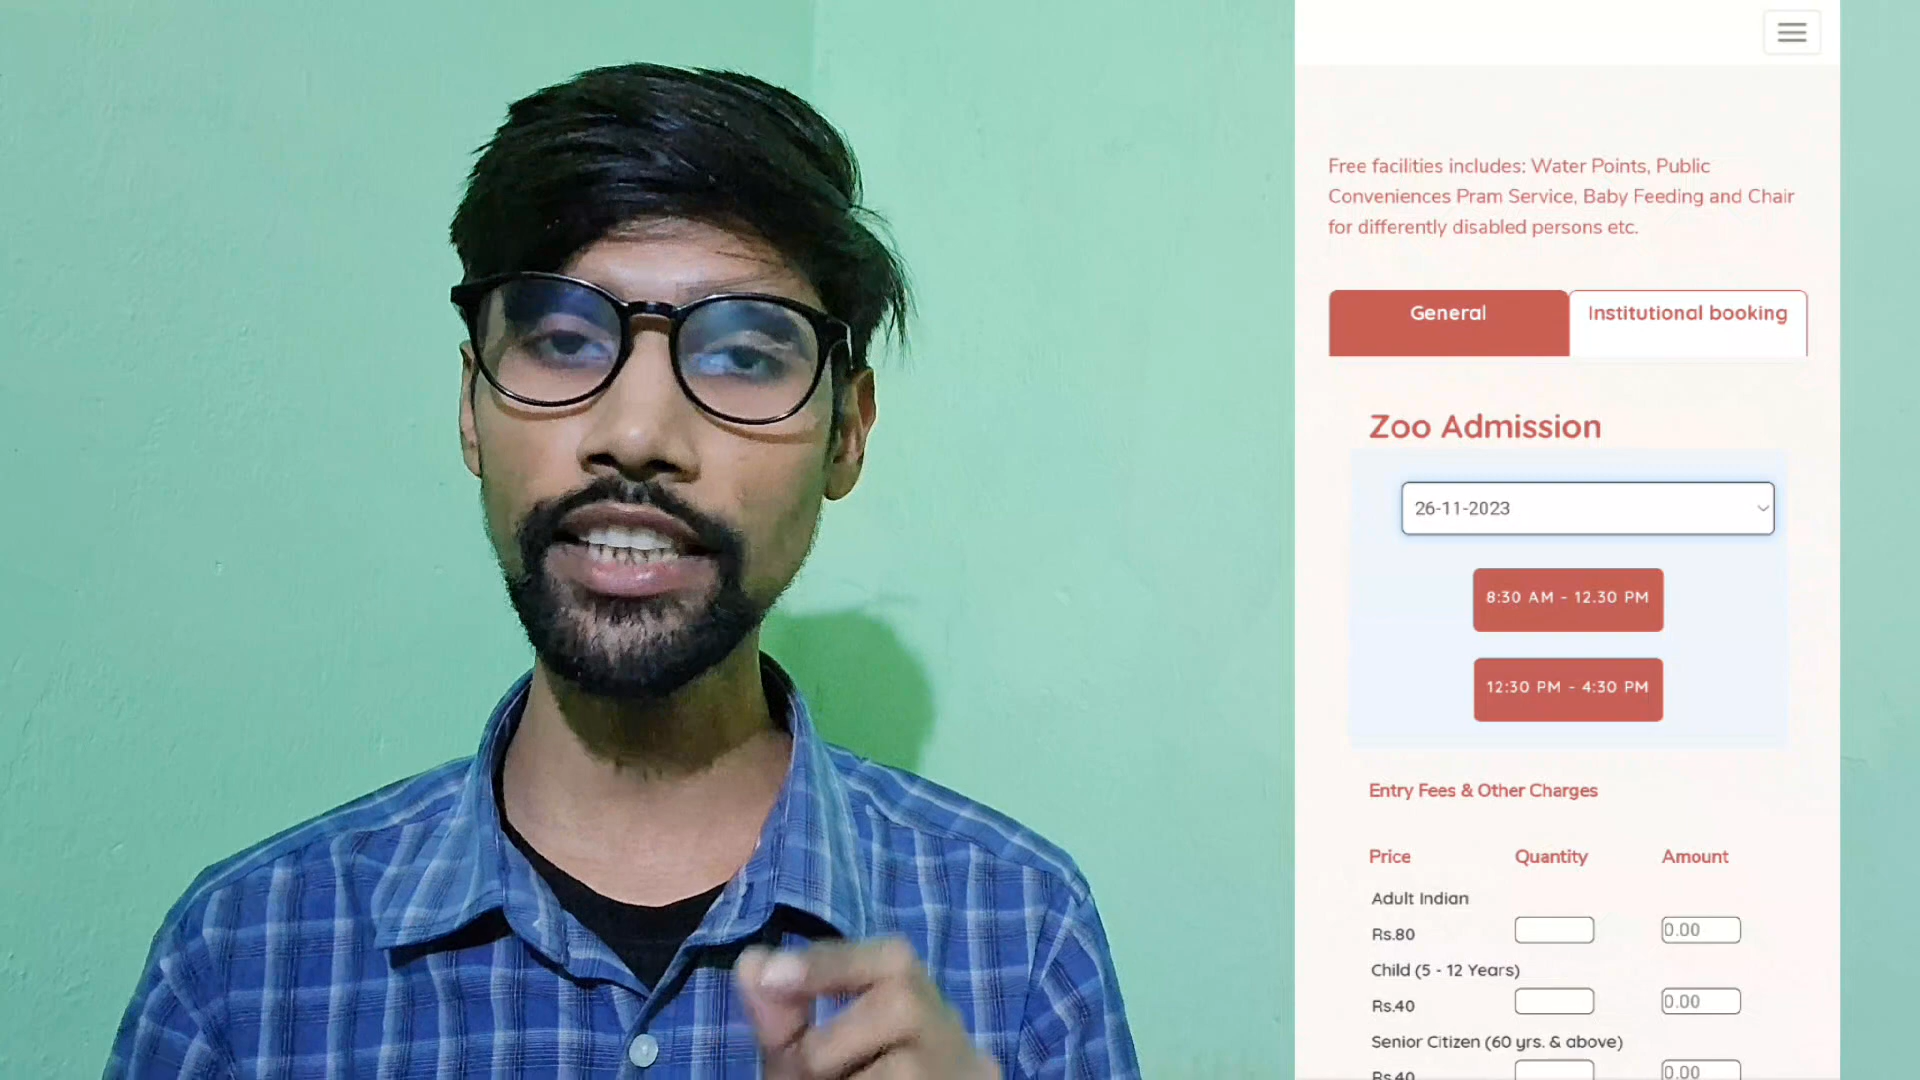 Free facilities includes: Water Points, Public
Conveniences Pram Service, Baby Feeding and Chair
for differently disabled persons etc.
General
Institutional booking
Zoo Admission
26-11-2023
8:30 AM - 12.30 PM
12:30 PM - 4:30 PM
Entry Fees & Other Charges
Price Quantity Amount
Adult Indian
Rs.80 0.00
Child (5 - 12 Years)
Rs.40 0.00
Senior Citizen (60 yrs. & above)
Rs.40 0.00